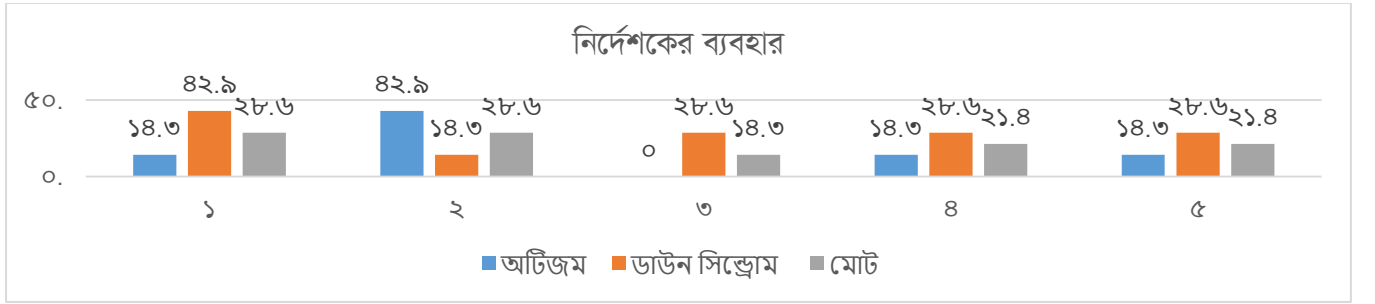 নির্দেশকের ব্যবহার
৫০.
০.
১৪.৩ ৪২.৯ ২৮.৬
৪২.৯ ১৪.৩ ২৮.৬
০ ২৮.৬ ১৪.৩
১৪.৩ ২৮.৬ ২১.৪
১৪.৩ ২৮.৬ ২১.৪
১ ২ ৩ ৪ ৫
অটিজম ডাউন সিন্ড্রোম মোট